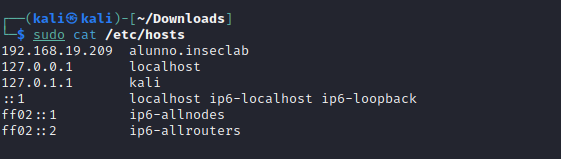 ┌──(kali㉿kali)-[~/Downloads]
└─$ sudo cat /etc/hosts
192.168.19.209  alunno.inseclab
127.0.0.1       localhost
127.0.1.1       kali
::1             localhost ip6-localhost ip6-loopback
ff02::1         ip6-allnodes
ff02::2         ip6-allrouters